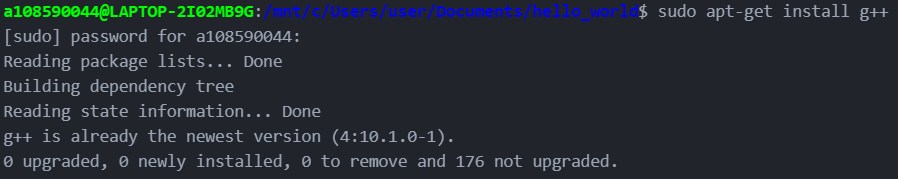 a108590044@LAPTOP-2I02MB9G:/mnt/c/Users/user/Documents/hello_world$ sudo apt-get install g++
[sudo] password for a108590044:
Reading package lists... Done
Building dependency tree
Reading state information... Done
g++ is already the newest version (4:10.1.0-1).
0 upgraded, 0 newly installed, 0 to remove and 176 not upgraded.